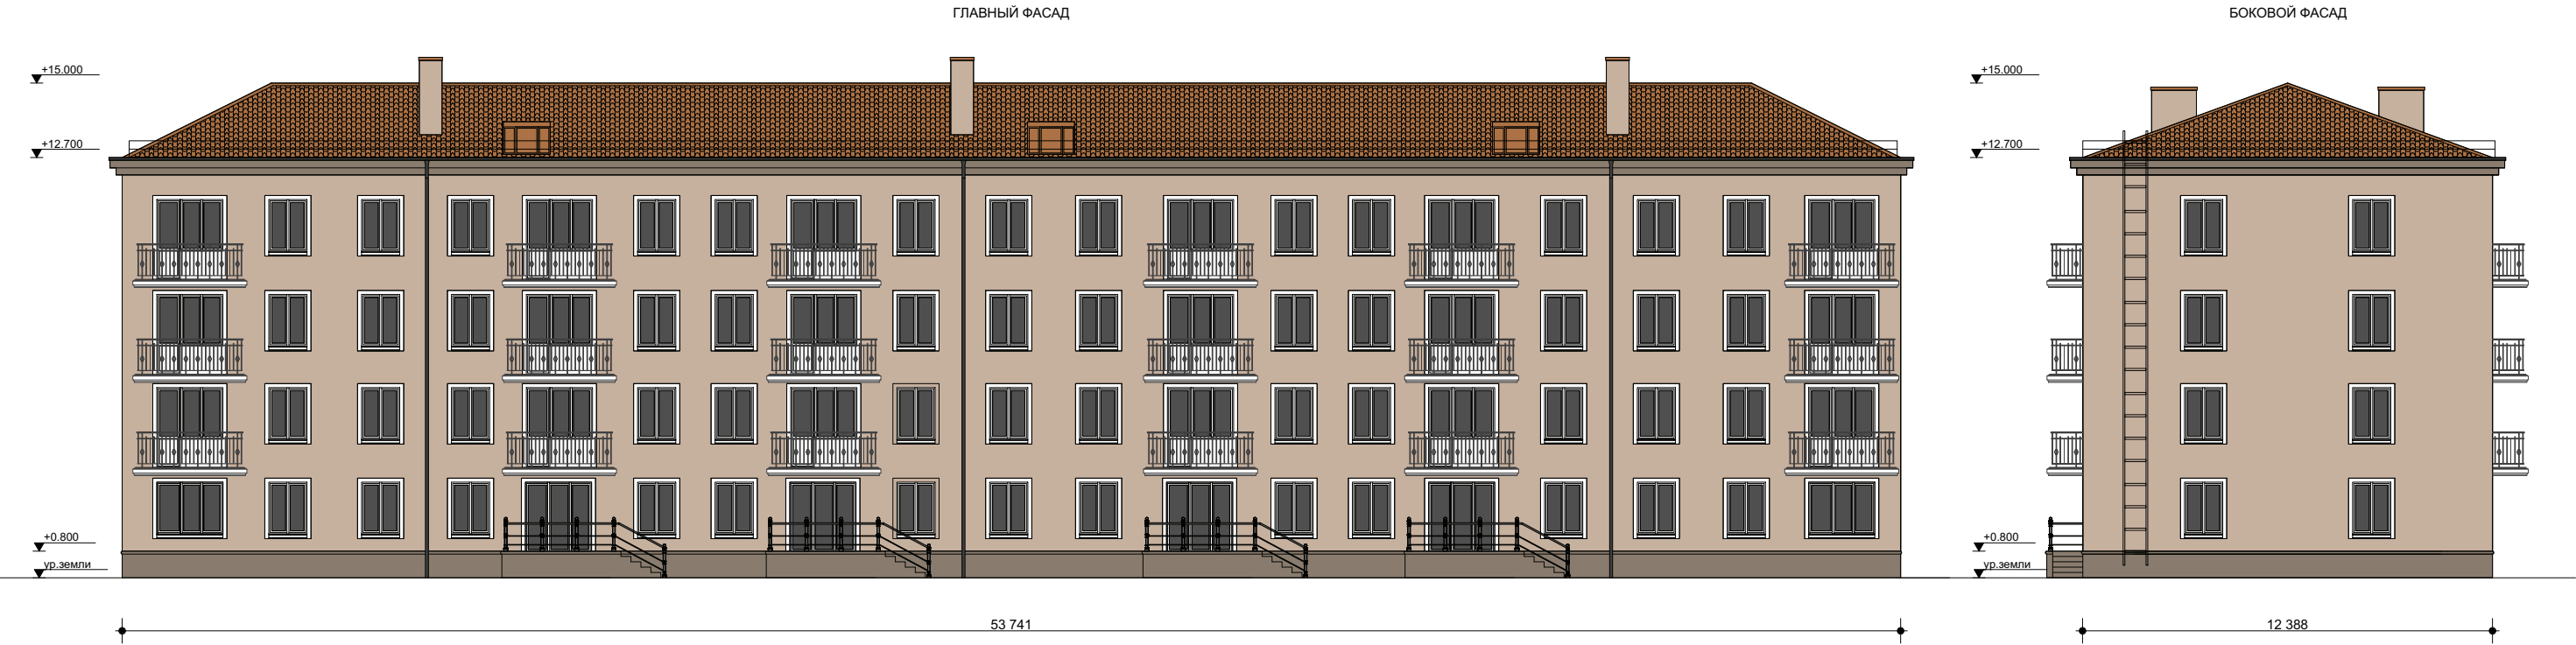 ГЛАВНЫЙ ФАСАД
+15.000
+12.700
+0.800
ур.земли
53 741
БОКОВОЙ ФАСАД
+15.000
+12.700
+0.800
ур.земли
12 388